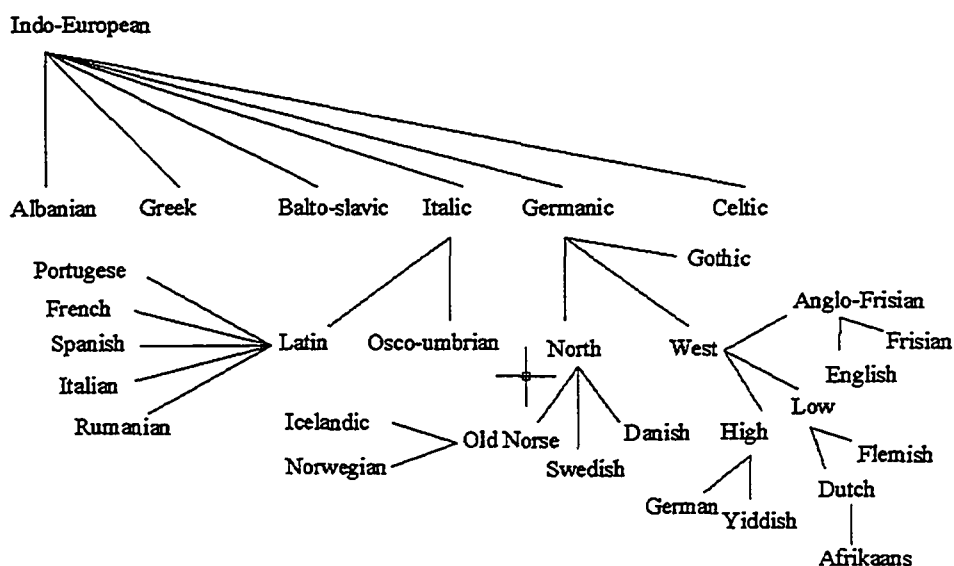 Indo-European
Albanian Greek Balto-slavic Italic Germanic Celtic
Gothic
Portugese
Anglo-Frisian
French
Spanish Latin Osco-umbrian North West Frisian
Italian English
Rumanian Low
Icelandic
Old Norse Danish High
Norwegian Swedish Flemish
Dutch
German Yiddish
Afrikaans